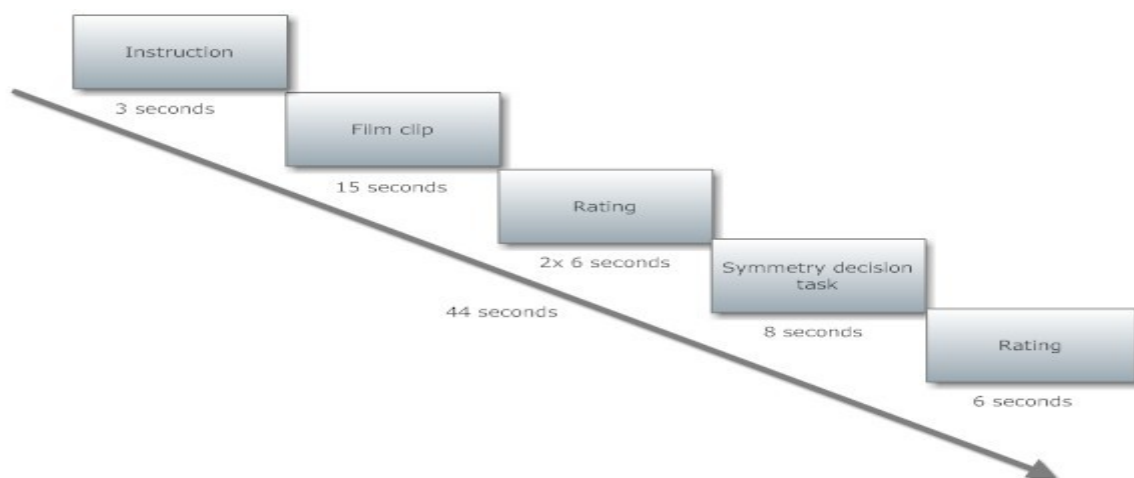 Instruction
3 seconds
Film clip
15 seconds
Rating
2x 6 seconds
Symmetry decision
task
8 seconds
44 seconds
Rating
6 seconds